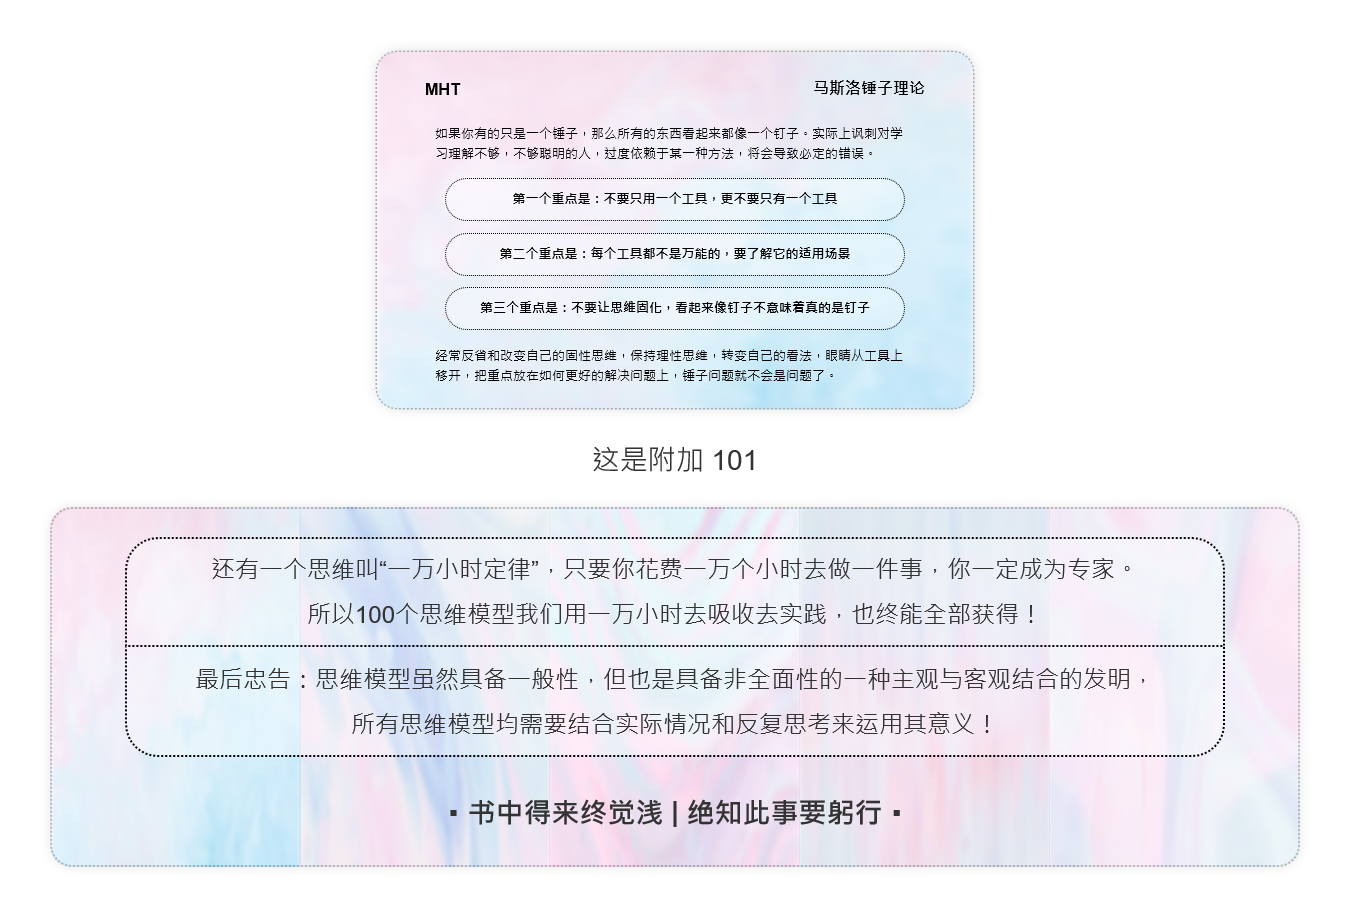 MHT
马斯洛锤子理论
如果你有的只是一个锤子，那么所有的东西看起来都像一个钉子。实际上讽刺对学
习理解不够，不够聪明的人，过度依赖于某一种方法，将会导致必定的错误。
第一个重点是：不要只用一个工具，更不要只有一个工具
第二个重点是：每个工具都不是万能的，要了解它的适用场景
第三个重点是：不要让思维固化，看起来像钉子不意味着真的是钉子
经常反省和改变自己的固性思维，保持理性思维，转变自己的看法，眼睛从工具上
移开，把重点放在如何更好的解决问题上，锤子问题就不会是问题了。
这是附加 101
还有一个思维叫“一万小时定律”，只要你花费一万个小时去做一件事，你一定成为专家。
所以100个思维模型我们用一万小时去吸收去实践，也终能全部获得！
最后忠告：思维模型虽然具备一般性，但也是具备非全面性的一种主观与客观结合的发明，
所有思维模型均需要结合实际情况和反复思考来运用其意义！
▪ 书中得来终觉浅 | 绝知此事要躬行 ▪